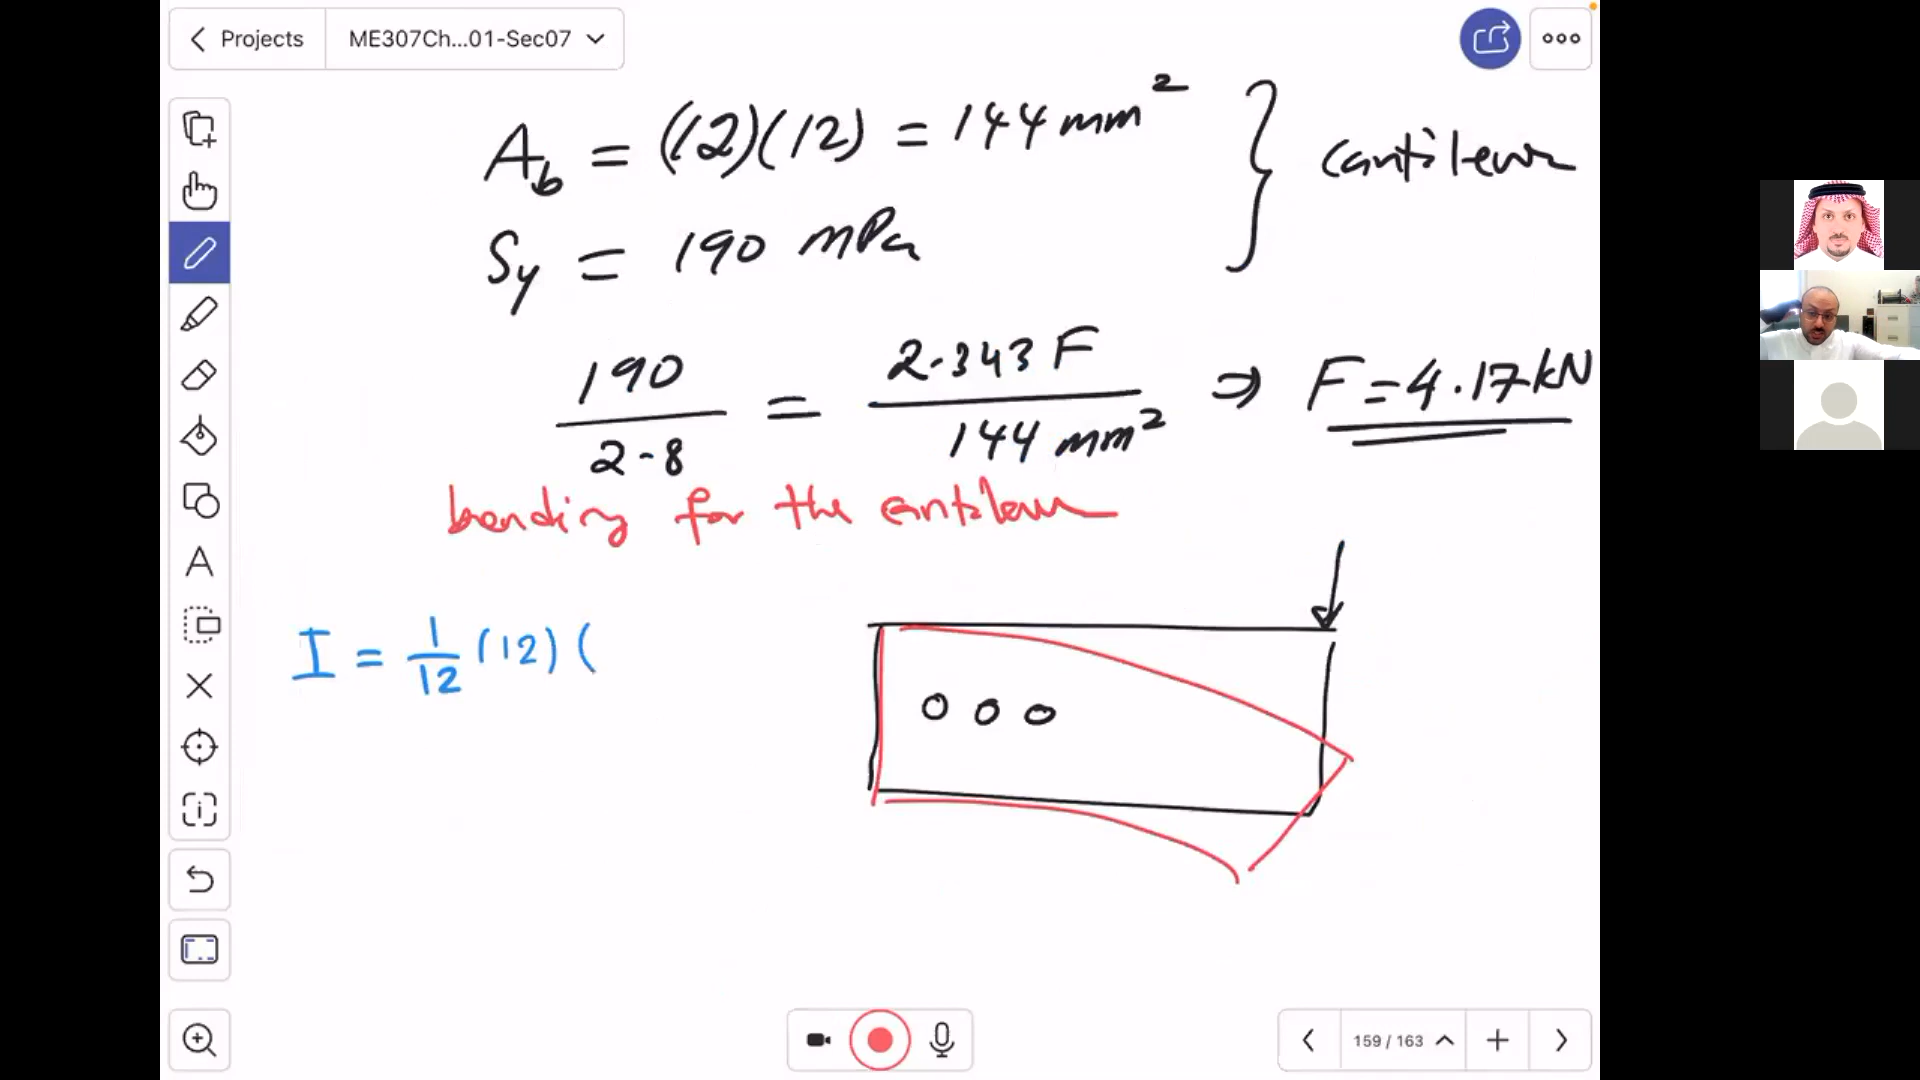 Projects
ME307Ch...01-Sec07
A_b = (12)(12) = 144 mm²
cantilever
Sy = 190 MPa
190/2.8 = 2.343 F/144 mm² ⇒ F = 4.17 kN
bending for the cantilever
I = 1/12 (12) (
159 / 163